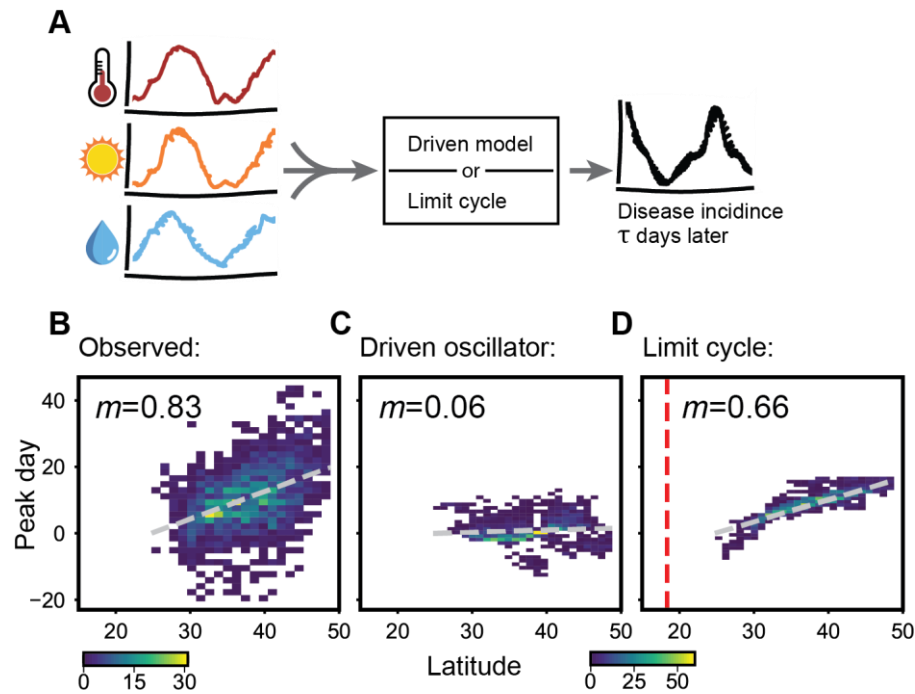 A
Driven model
or
Limit cycle
Disease incidince
τ days later
B
Observed:
C
Driven oscillator:
D
Limit cycle:
m=0.83
m=0.06
m=0.66
Peak day
40
20
0
−20
20 30 40 50
20 30 40 50
20 30 40 50
Latitude
0 15 30
0 25 50